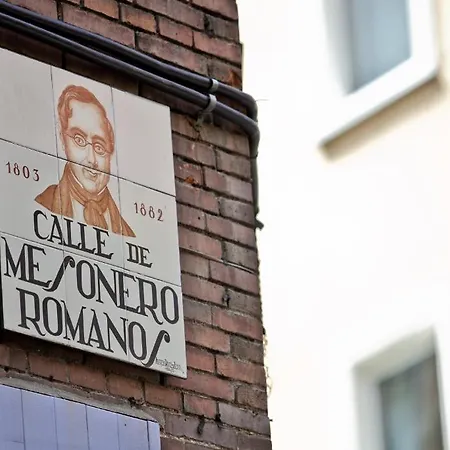 1803 1882
CALLE DE
MESONERO
ROMANOS